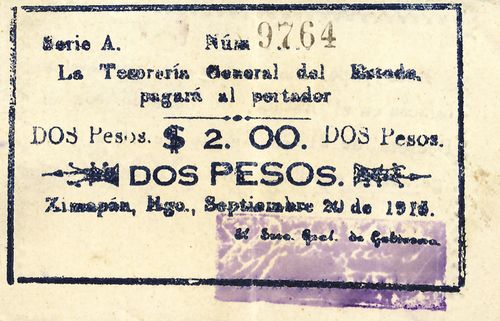 Serie A. Núm 9764
La Tesorería General del Estado,
pagará al portador
DOS Pesos. $ 2. 00. DOS Pesos.
DOS PESOS.
Zimapán, Hgo., Septiembre 20 de 1915.
El Srio. Gral. de Gobierno.